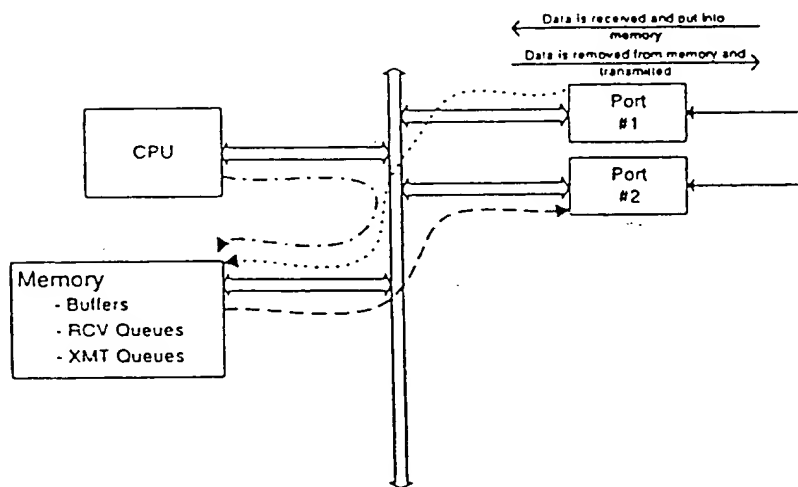 Data is received and put into
memory
Data is removed from memory and
transmitted
Port
#1
CPU
Port
#2
Memory
- Buffers
- RCV Queues
- XMT Queues